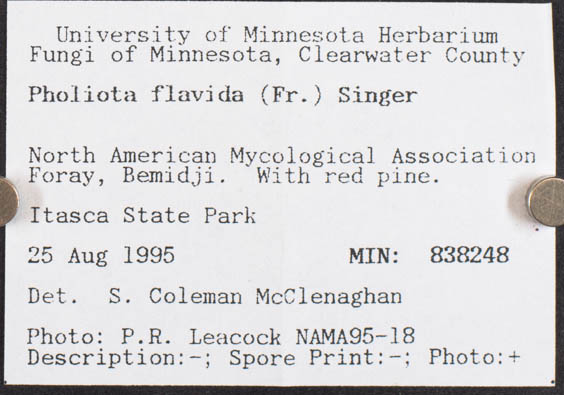 University of Minnesota Herbarium
Fungi of Minnesota, Clearwater County
Pholiota flavida (Fr.) Singer
North American Mycological Association
Foray, Bemidji. With red pine.
Itasca State Park
25 Aug 1995 MIN: 838248
Det. S. Coleman McClenaghan
Photo: P.R. Leacock NAMA95-18
Description:-; Spore Print:-; Photo:+